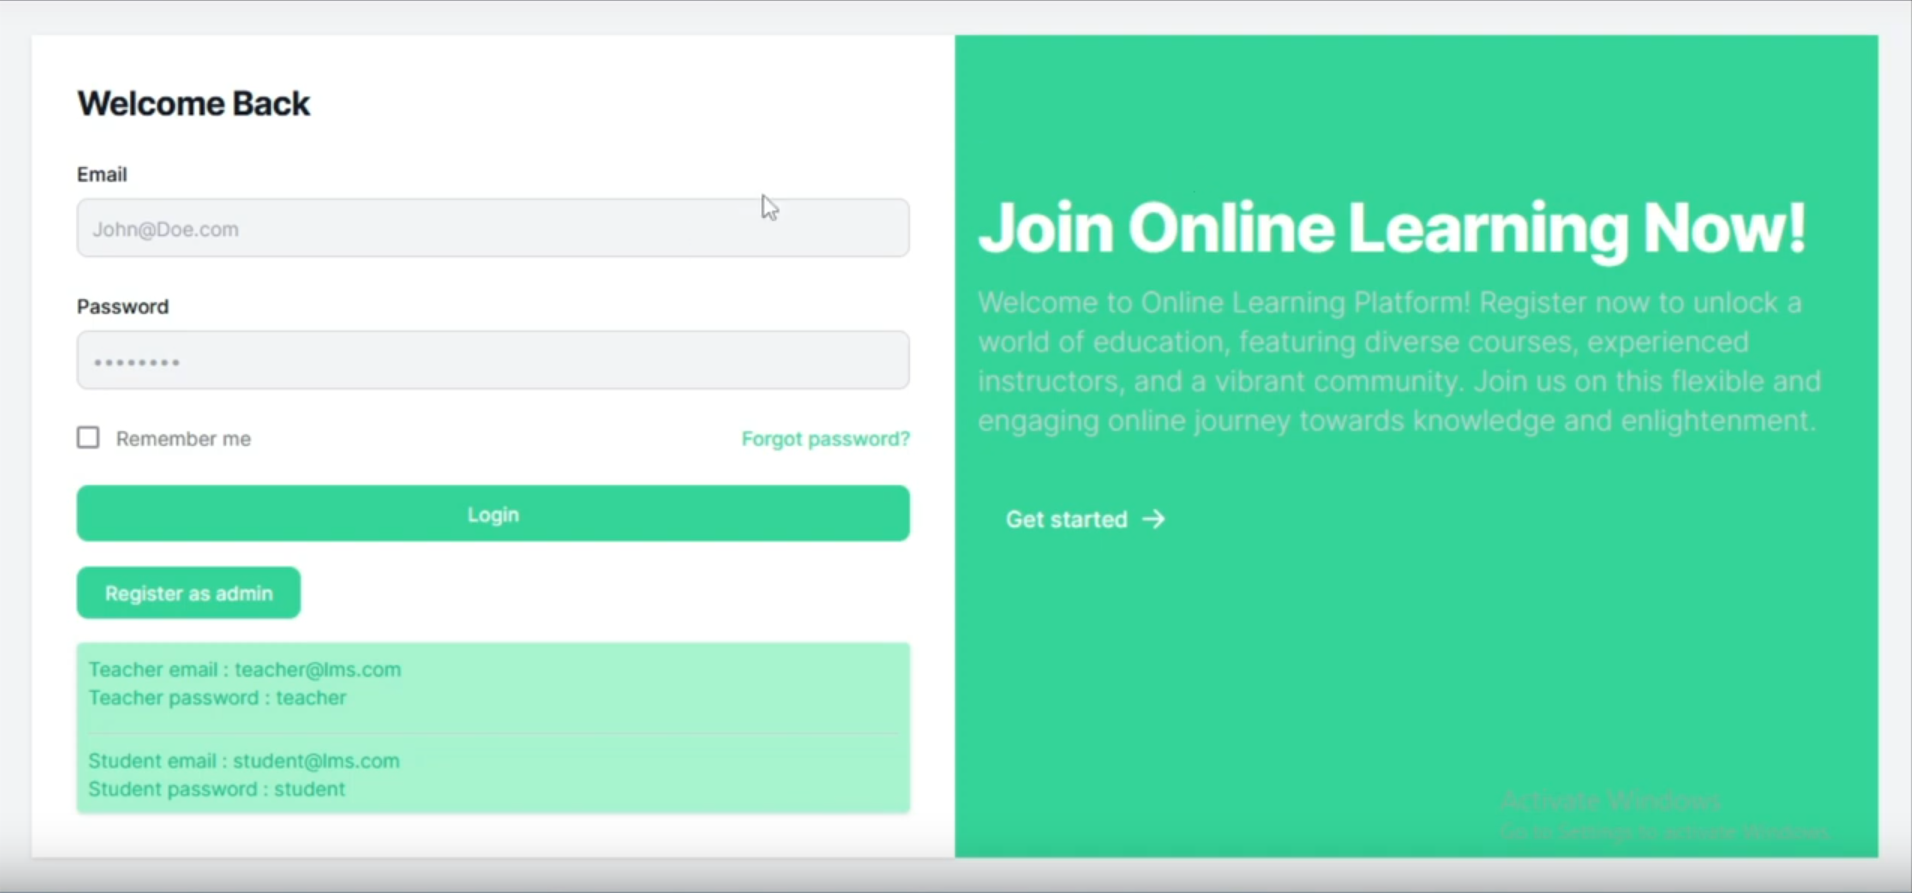 Welcome Back
Email
John@Doe.com
Password
••••••••
Remember me
Forgot password?
Login
Register as admin
Teacher email : teacher@lms.com
Teacher password : teacher
Student email : student@lms.com
Student password : student
Join Online Learning Now!
Welcome to Online Learning Platform! Register now to unlock a
world of education, featuring diverse courses, experienced
instructors, and a vibrant community. Join us on this flexible and
engaging online journey towards knowledge and enlightenment.
Get started →
Activate Windows
Go to Settings to activate Windows.